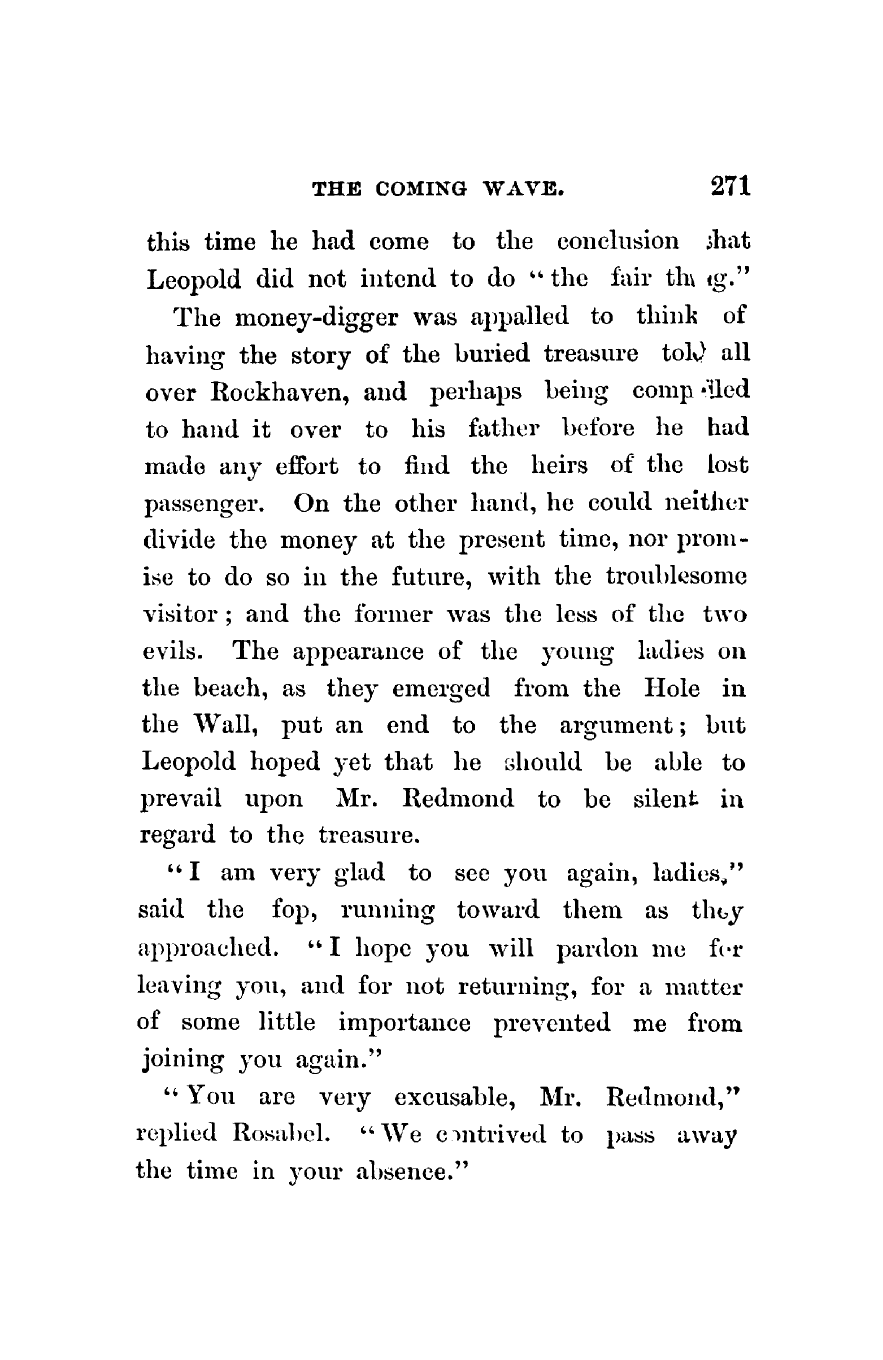 THE COMING WAVE. 271
this time he had come to the conclusion that
Leopold did not intend to do “the fair thing.”
The money-digger was appalled to think of
having the story of the buried treasure told all
over Rockhaven, and perhaps being compelled
to hand it over to his father before he had
made any effort to find the heirs of the lost
passenger. On the other hand, he could neither
divide the money at the present time, nor prom-
ise to do so in the future, with the troublesome
visitor; and the former was the less of the two
evils. The appearance of the young ladies on
the beach, as they emerged from the Hole in
the Wall, put an end to the argument; but
Leopold hoped yet that he should be able to
prevail upon Mr. Redmond to be silent in
regard to the treasure.
“I am very glad to see you again, ladies,”
said the fop, running toward them as they
approached. “I hope you will pardon me for
leaving you, and for not returning, for a matter
of some little importance prevented me from
joining you again.”
“You are very excusable, Mr. Redmond,”
replied Rosabel. “We contrived to pass away
the time in your absence.”